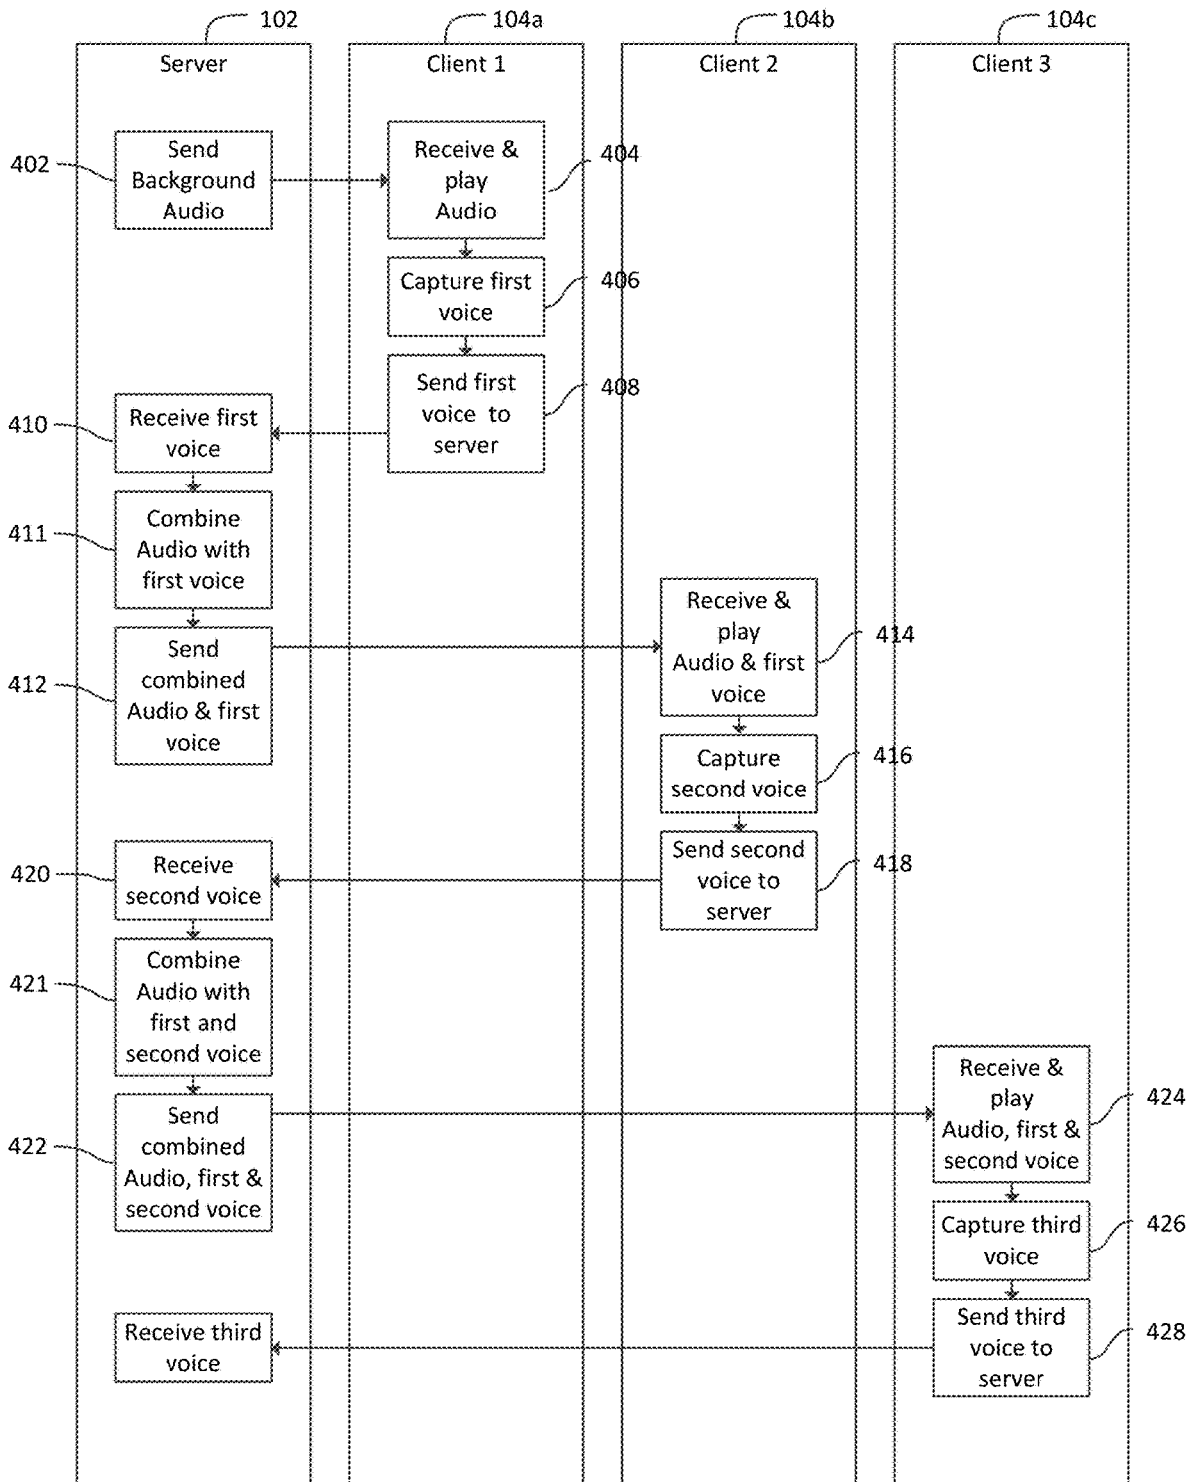 102
104a
104b
104c
Server
Client 1
Client 2
Client 3
402
Send
Background
Audio
Receive &
play
Audio
404
Capture first
voice
406
Send first
voice to
server
408
410
Receive first
voice
411
Combine
Audio with
first voice
412
Send
combined
Audio & first
voice
Receive &
play
Audio & first
voice
414
Capture
second voice
416
Send second
voice to
server
418
420
Receive
second voice
421
Combine
Audio with
first and
second voice
422
Send
combined
Audio, first &
second voice
Receive &
play
Audio, first &
second voice
424
Capture third
voice
426
Send third
voice to
server
428
Receive third
voice